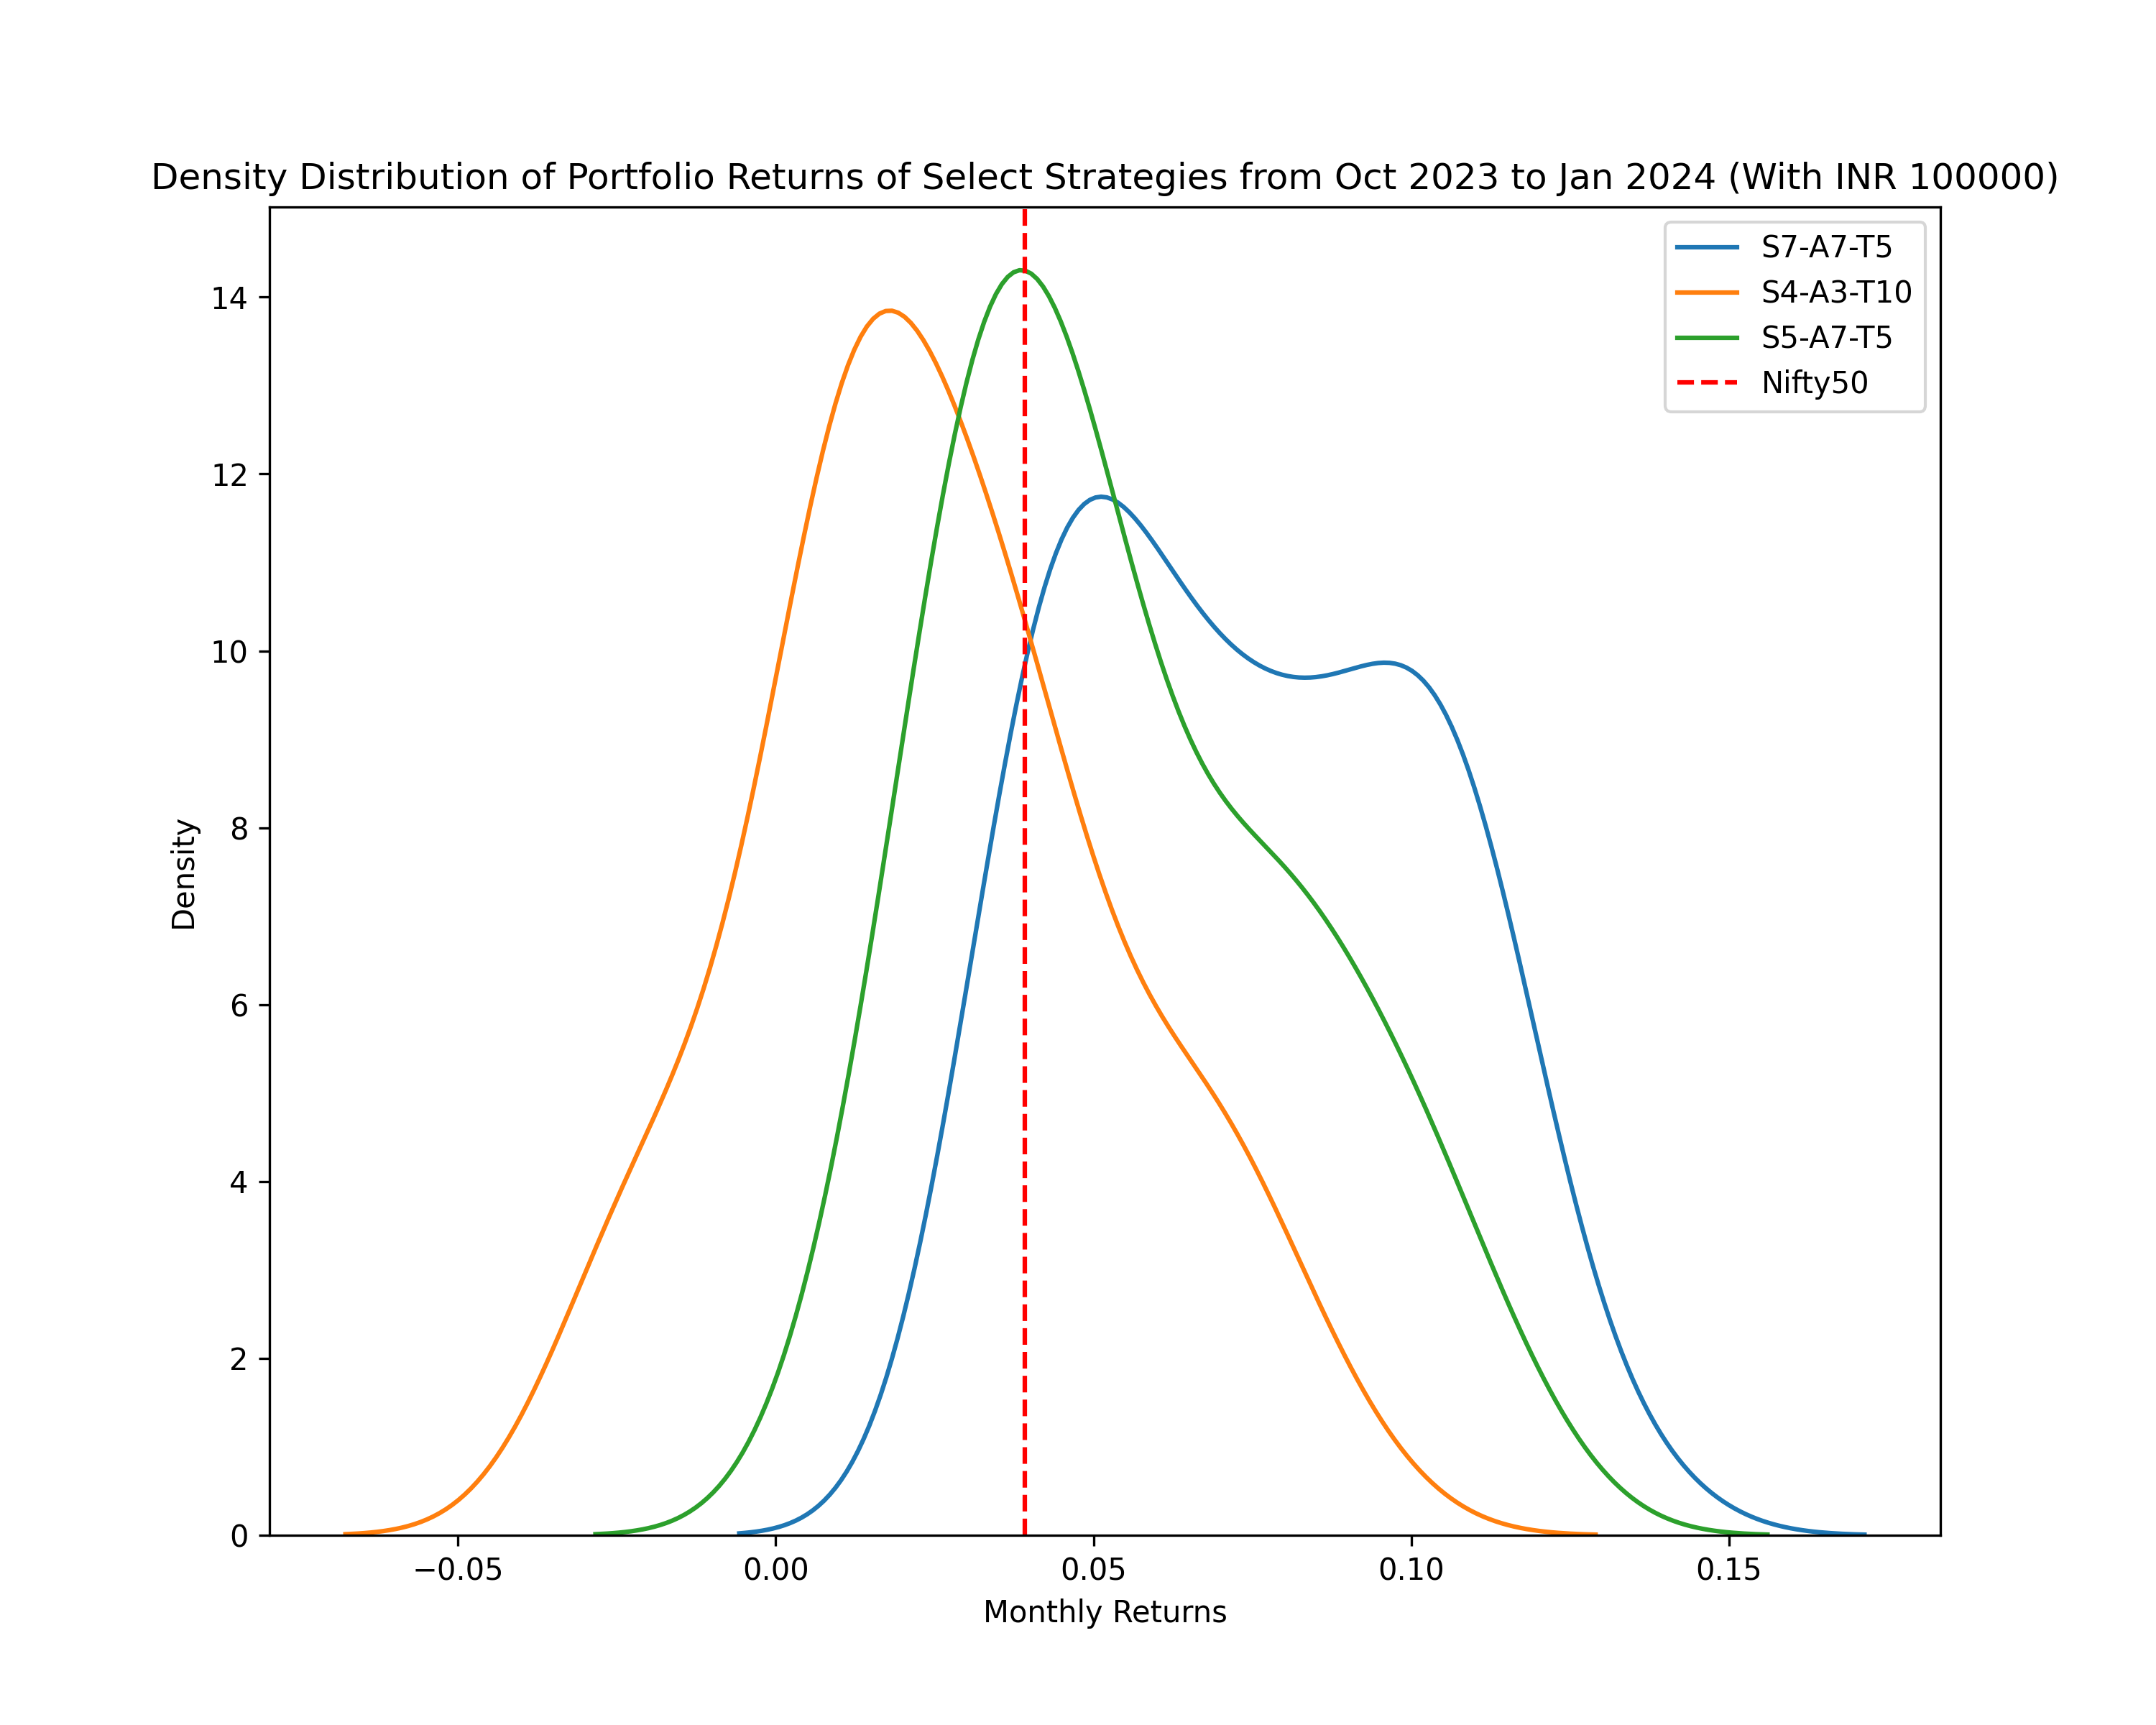 Density Distribution of Portfolio Returns of Select Strategies from Oct 2023 to Jan 2024 (With INR 100000)
S7-A7-T5
S4-A3-T10
S5-A7-T5
Nifty50
14
12
10
8
6
4
2
0
Density
−0.05 0.00 0.05 0.10 0.15
Monthly Returns